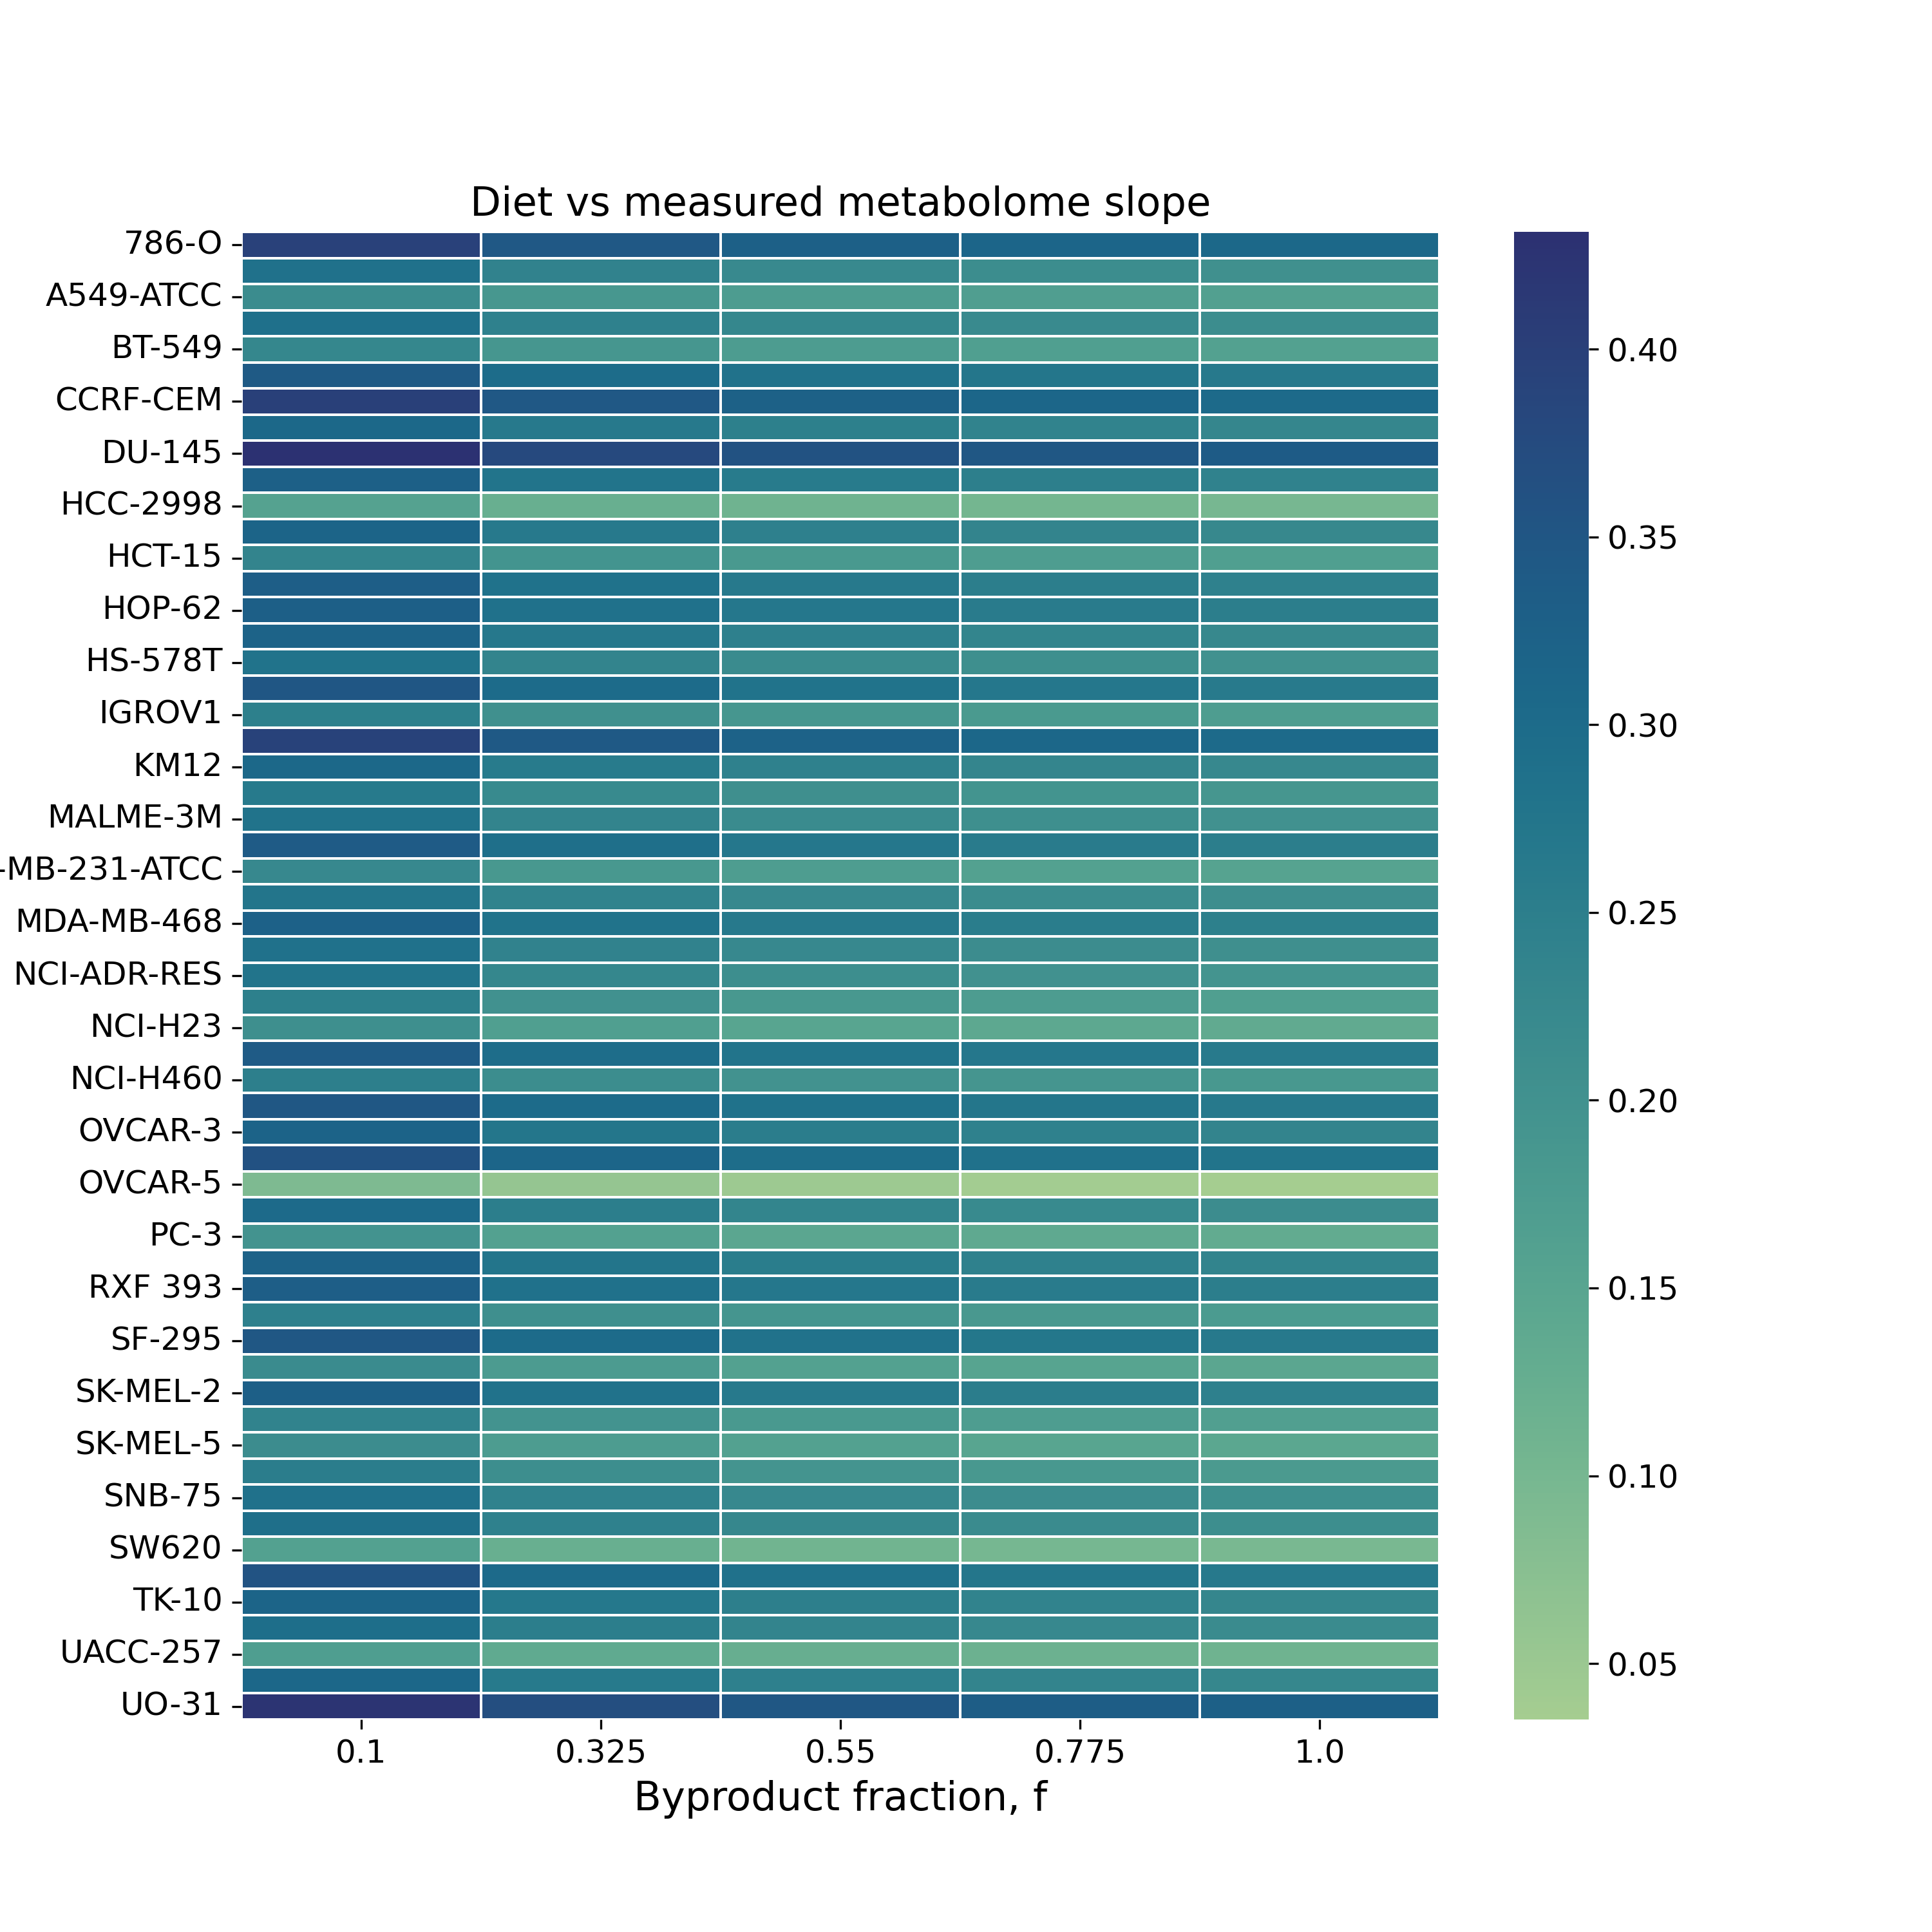 Diet vs measured metabolome slope
786-O
A549-ATCC
BT-549
CCRF-CEM
DU-145
HCC-2998
HCT-15
HOP-62
HS-578T
IGROV1
KM12
MALME-3M
-MB-231-ATCC
MDA-MB-468
NCI-ADR-RES
NCI-H23
NCI-H460
OVCAR-3
OVCAR-5
PC-3
RXF 393
SF-295
SK-MEL-2
SK-MEL-5
SNB-75
SW620
TK-10
UACC-257
UO-31
0.1 0.325 0.55 0.775 1.0
Byproduct fraction, f
0.40
0.35
0.30
0.25
0.20
0.15
0.10
0.05